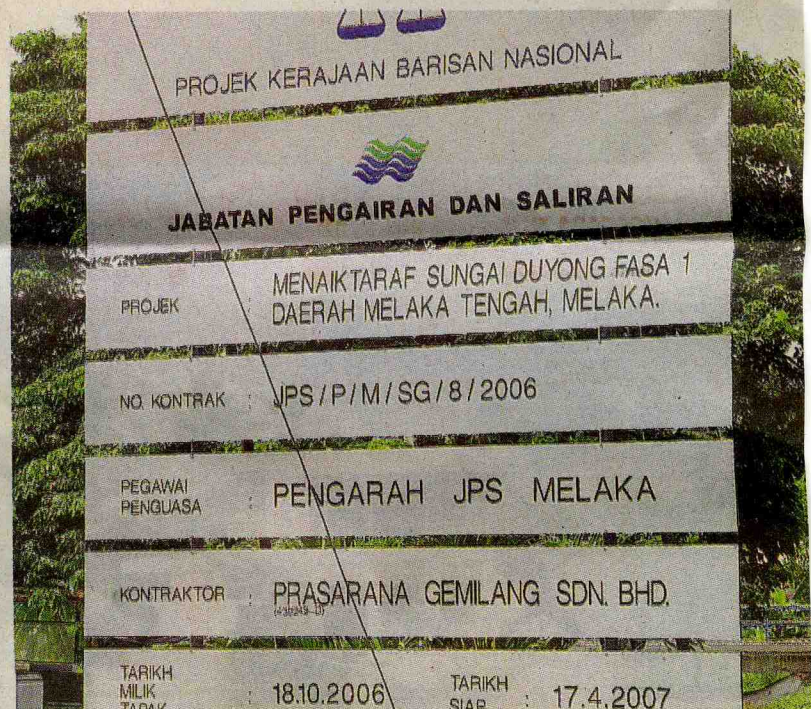 PROJEK KERAJAAN BARISAN NASIONAL
JABATAN PENGAIRAN DAN SALIRAN
PROJEK MENAIKTARAF SUNGAI DUYONG FASA 1
DAERAH MELAKA TENGAH, MELAKA.
NO. KONTRAK : JPS/P/M/SG/8/2006
PEGAWAI
PENGUASA : PENGARAH JPS MELAKA
KONTRAKTOR : PRASARANA GEMILANG SDN. BHD.
TARIKH
MILIK
TAPAK : 18.10.2006
TARIKH
SIAP : 17.4.2007